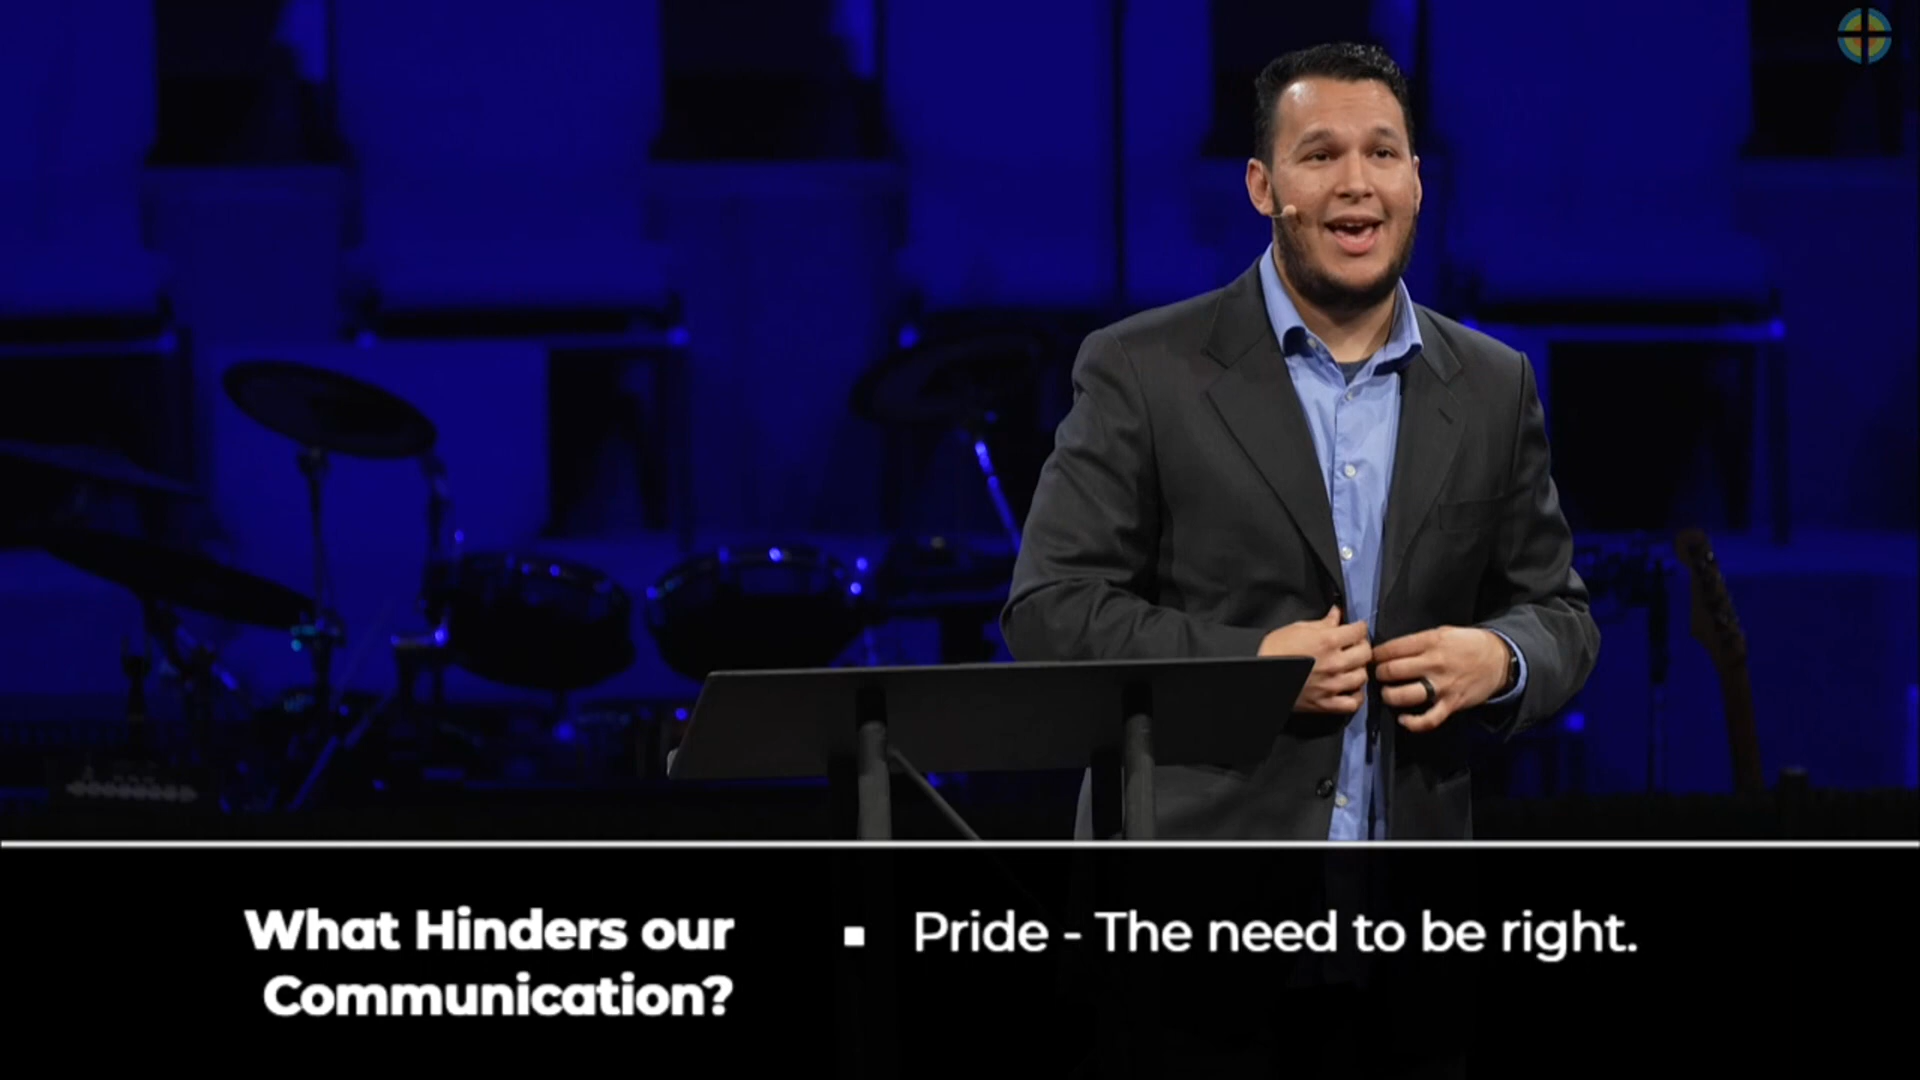 What Hinders our
Communication?
▪ Pride - The need to be right.